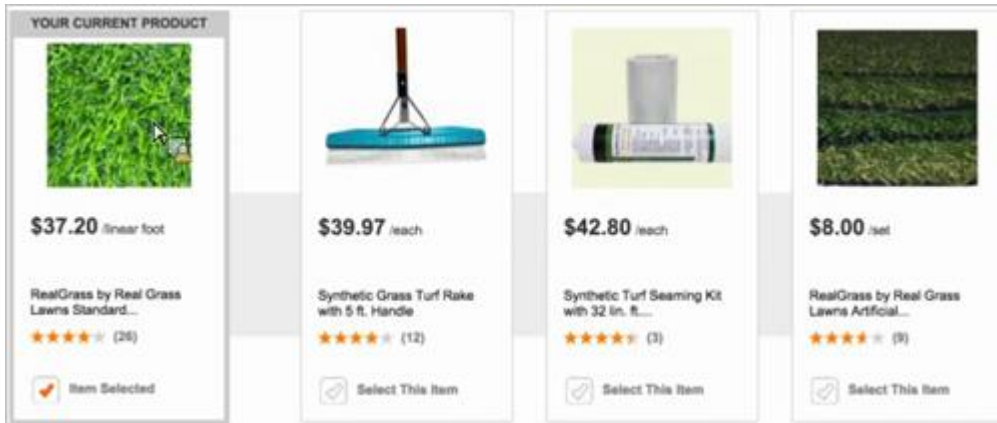 YOUR CURRENT PRODUCT
$37.20 /linear foot
RealGrass by Real Grass
Lawns Standard...
(26)
Item Selected
$39.97 /each
Synthetic Grass Turf Rake
with 5 ft. Handle
(12)
Select This Item
$42.80 /each
Synthetic Turf Seaming Kit
with 32 lin. ft....
(3)
Select This Item
$8.00 /set
RealGrass by Real Grass
Lawns Artificial...
(9)
Select This Item